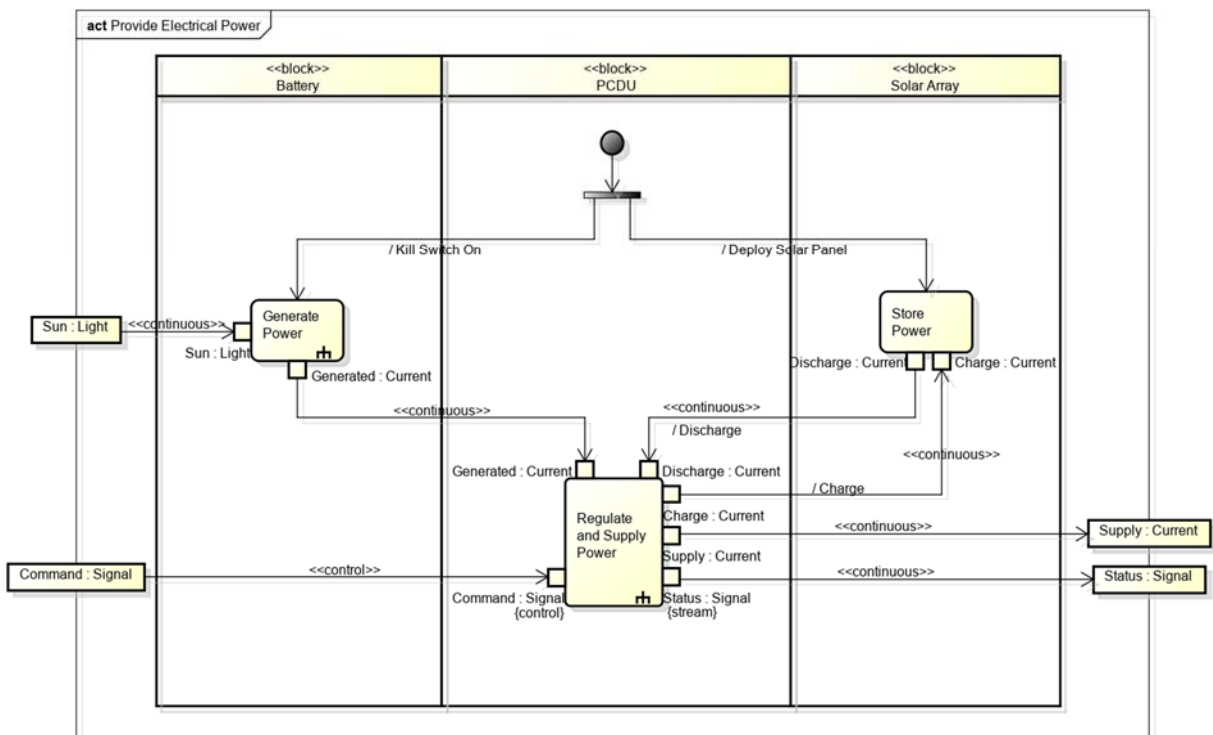 act Provide Electrical Power
<<block>>
Battery
<<block>>
PCDU
<<block>>
Solar Array
/ Kill Switch On
/ Deploy Solar Panel
Sun : Light
<<continuous>>
Sun : Light
Generate
Power
Generated : Current
Store
Power
Discharge : Current
Charge : Current
<<continuous>>
<<continuous>>
/ Discharge
<<continuous>>
Generated : Current
Discharge : Current
/ Charge
Charge : Current
Regulate
and Supply
Power
<<continuous>>
Supply : Current
Supply : Current
Command : Signal
<<control>>
Command : Signal
{control}
<<continuous>>
Status : Signal
Status : Signal
{stream}